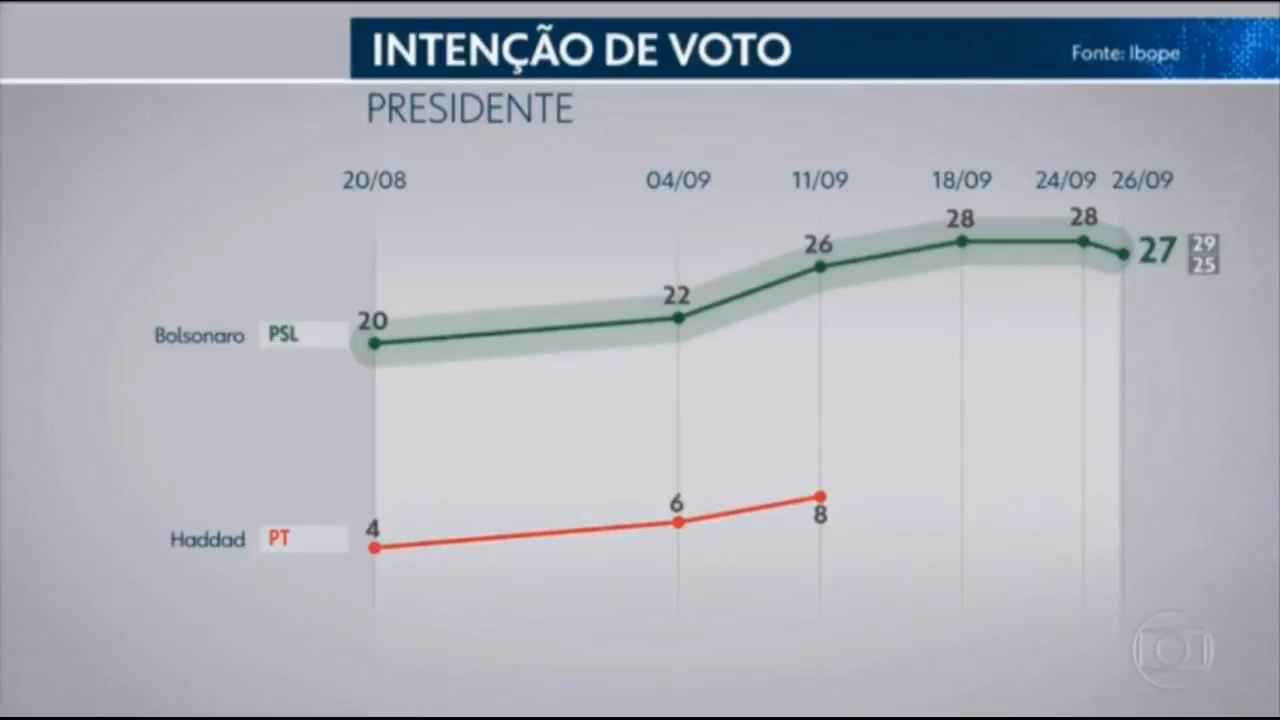 INTENÇÃO DE VOTO
Fonte: Ibope
PRESIDENTE
20/08 04/09 11/09 18/09 24/09 26/09
28 28
26 27 29
25
22
20
Bolsonaro PSL
6
4 8
Haddad PT